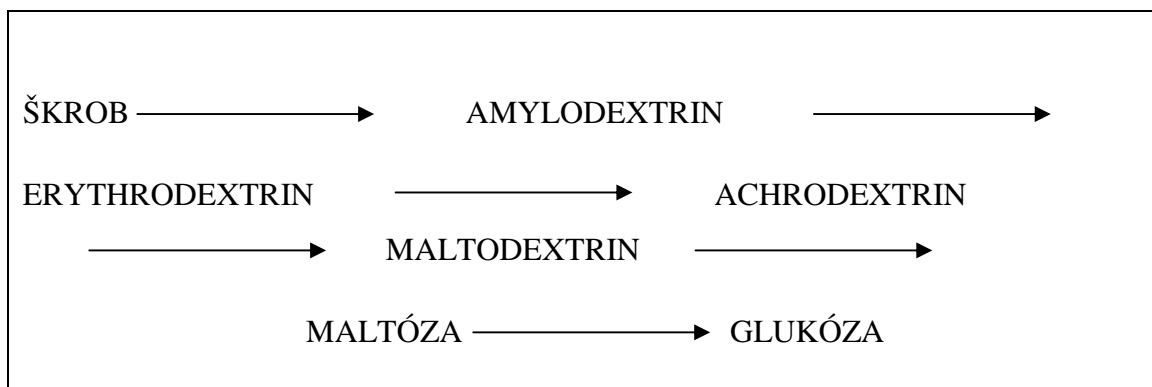 ŠKROB AMYLODEXTRIN
ERYTHRODEXTRIN ACHRODEXTRIN
MALTODEXTRIN
MALTÓZA GLUKÓZA